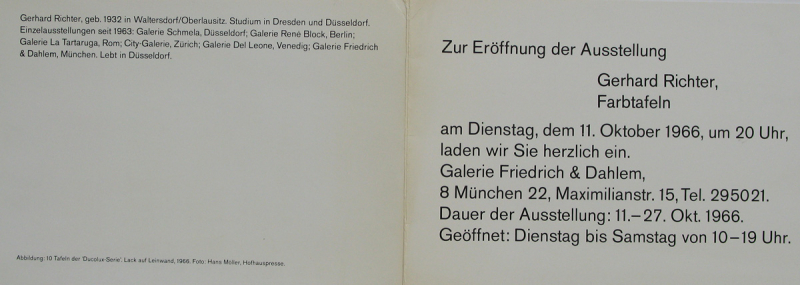 Gerhard Richter, geb. 1932 in Waltersdorf/Oberlausitz. Studium in Dresden und Düsseldorf.
Einzelausstellungen seit 1963: Galerie Schmela, Düsseldorf; Galerie René Block, Berlin;
Galerie La Tartaruga, Rom; City-Galerie, Zürich; Galerie Del Leone, Venedig; Galerie Friedrich
& Dahlem, München. Lebt in Düsseldorf.
Abbildung: 10 Tafeln der 'Ducolux-Serie'. Lack auf Leinwand, 1966. Foto: Hans Möller, Hofhauspresse.
Zur Eröffnung der Ausstellung
Gerhard Richter,
Farbtafeln
am Dienstag, dem 11. Oktober 1966, um 20 Uhr,
laden wir Sie herzlich ein.
Galerie Friedrich & Dahlem,
8 München 22, Maximilianstr. 15, Tel. 295021.
Dauer der Ausstellung: 11.–27. Okt. 1966.
Geöffnet: Dienstag bis Samstag von 10–19 Uhr.